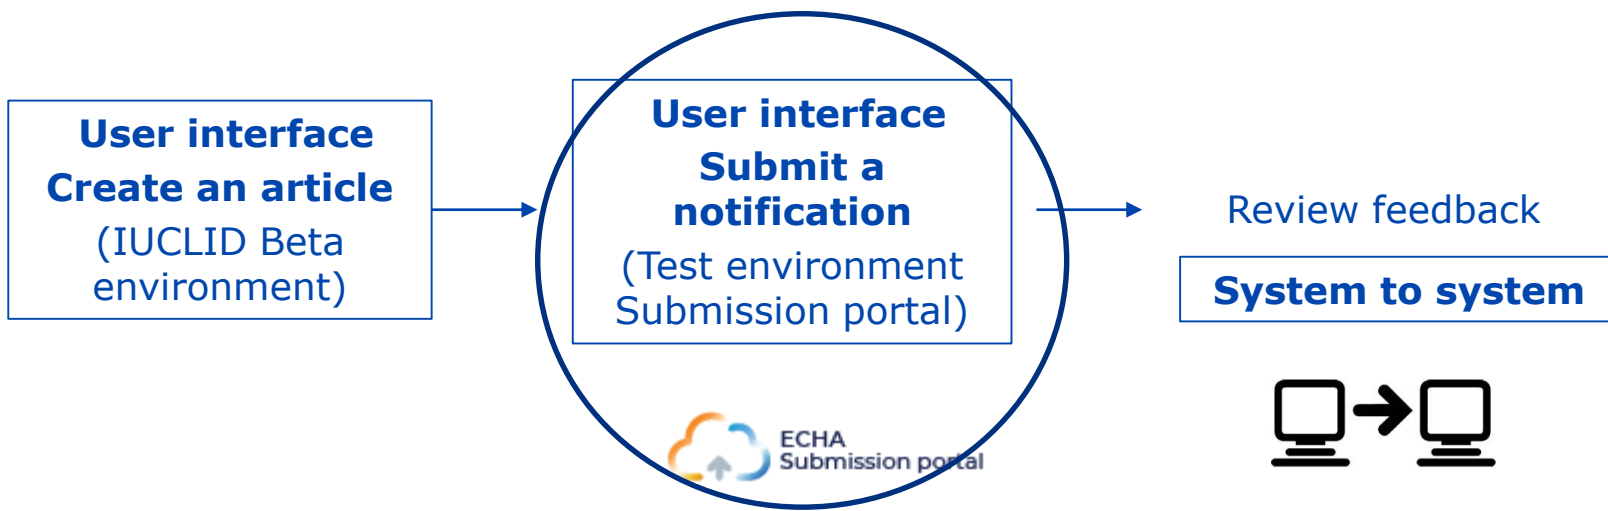 User interface
Create an article
(IUCLID Beta
environment)
User interface
Submit a
notification
(Test environment
Submission portal)
ECHA
Submission portal
Review feedback
System to system